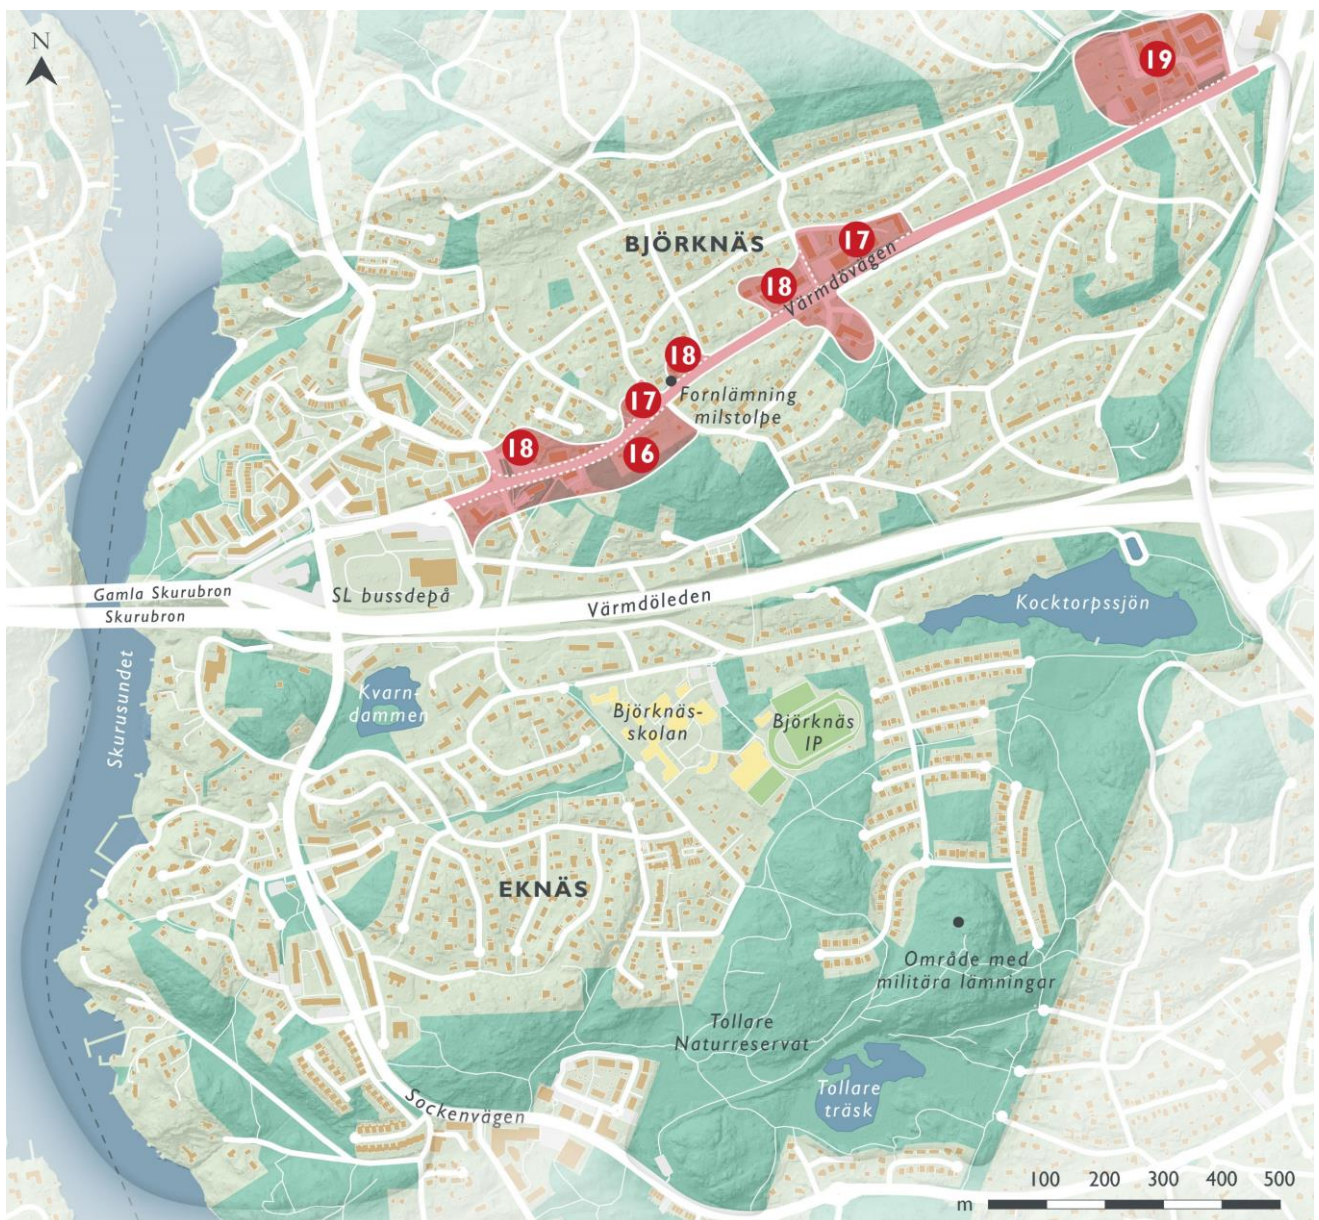 N
19
BJÖRKNÄS
17
18
Värmdövägen
18
17
Fornlämning
milstolpe
18
16
Gamla Skurubron
SL bussdepå
Värmdöleden
Kocktorpssjön
Skurubron
Skurusundet
Kvarn-
dammen
Björknäs-
skolan
Björknäs
IP
EKNÄS
Område med
militära lämningar
Tollare
Naturreservat
Tollare
träsk
Sockenvägen
100 200 300 400 500
m